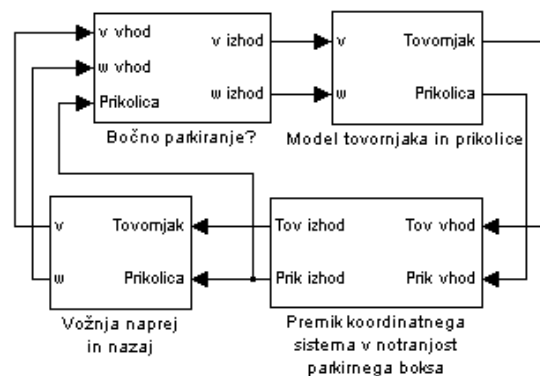 v vhod
w vhod
Prikolica
v izhod
w izhod
Bočno parkiranje?
v
w
Tovornjak
Prikolica
Model tovornjaka in prikolice
v
w
Tovornjak
Prikolica
Vožnja naprej
in nazaj
Tov izhod
Prik izhod
Tov vhod
Prik vhod
Premik koordinatnega
sistema v notranjost
parkirnega boksa